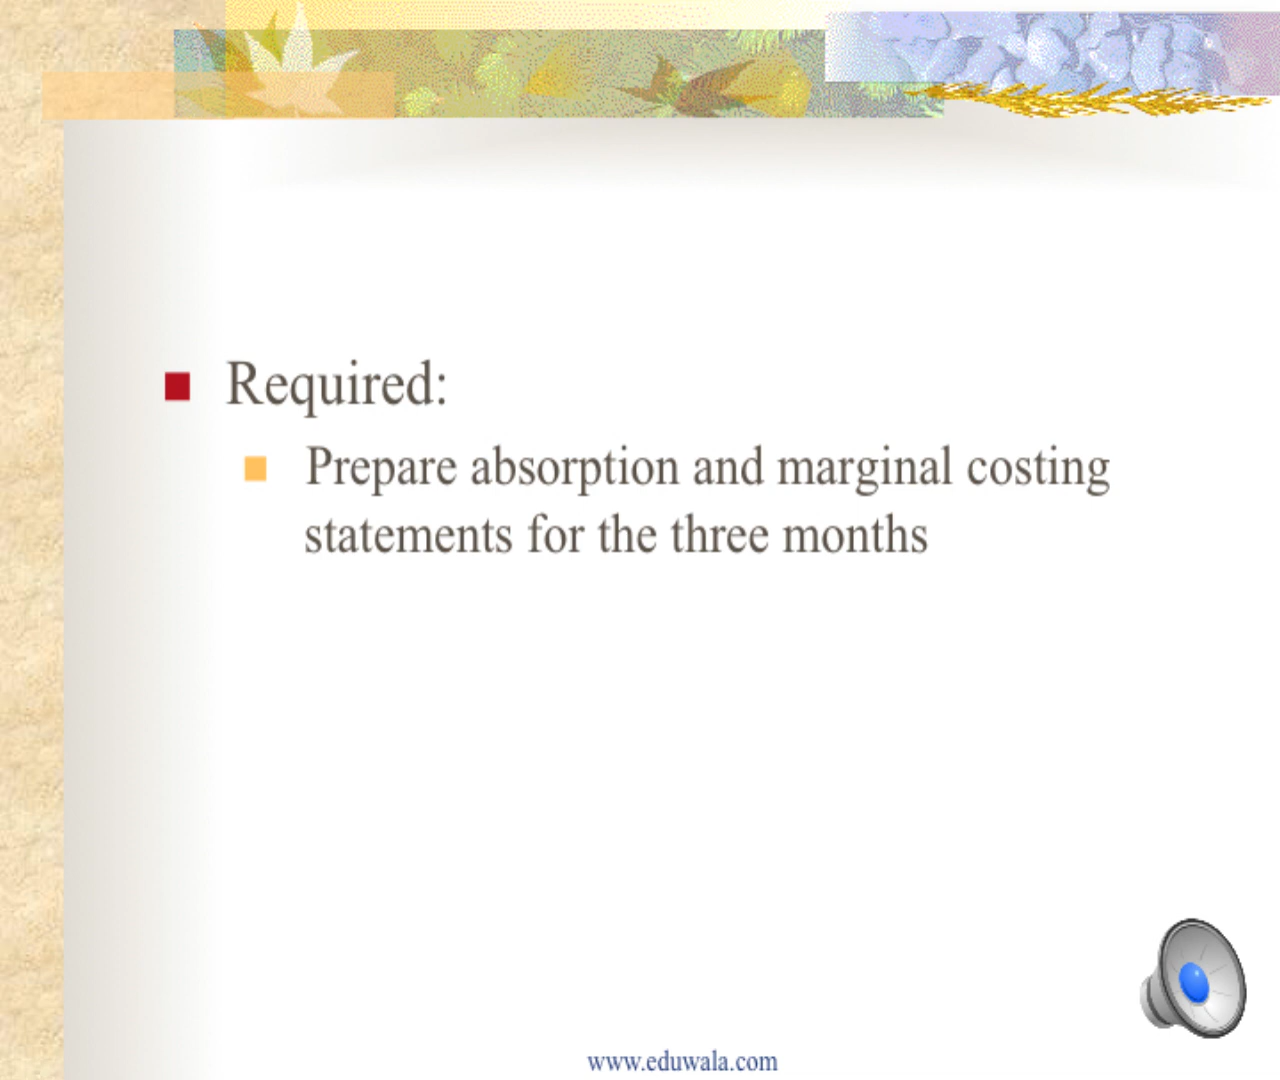 Required:
Prepare absorption and marginal costing
statements for the three months
www.eduwala.com